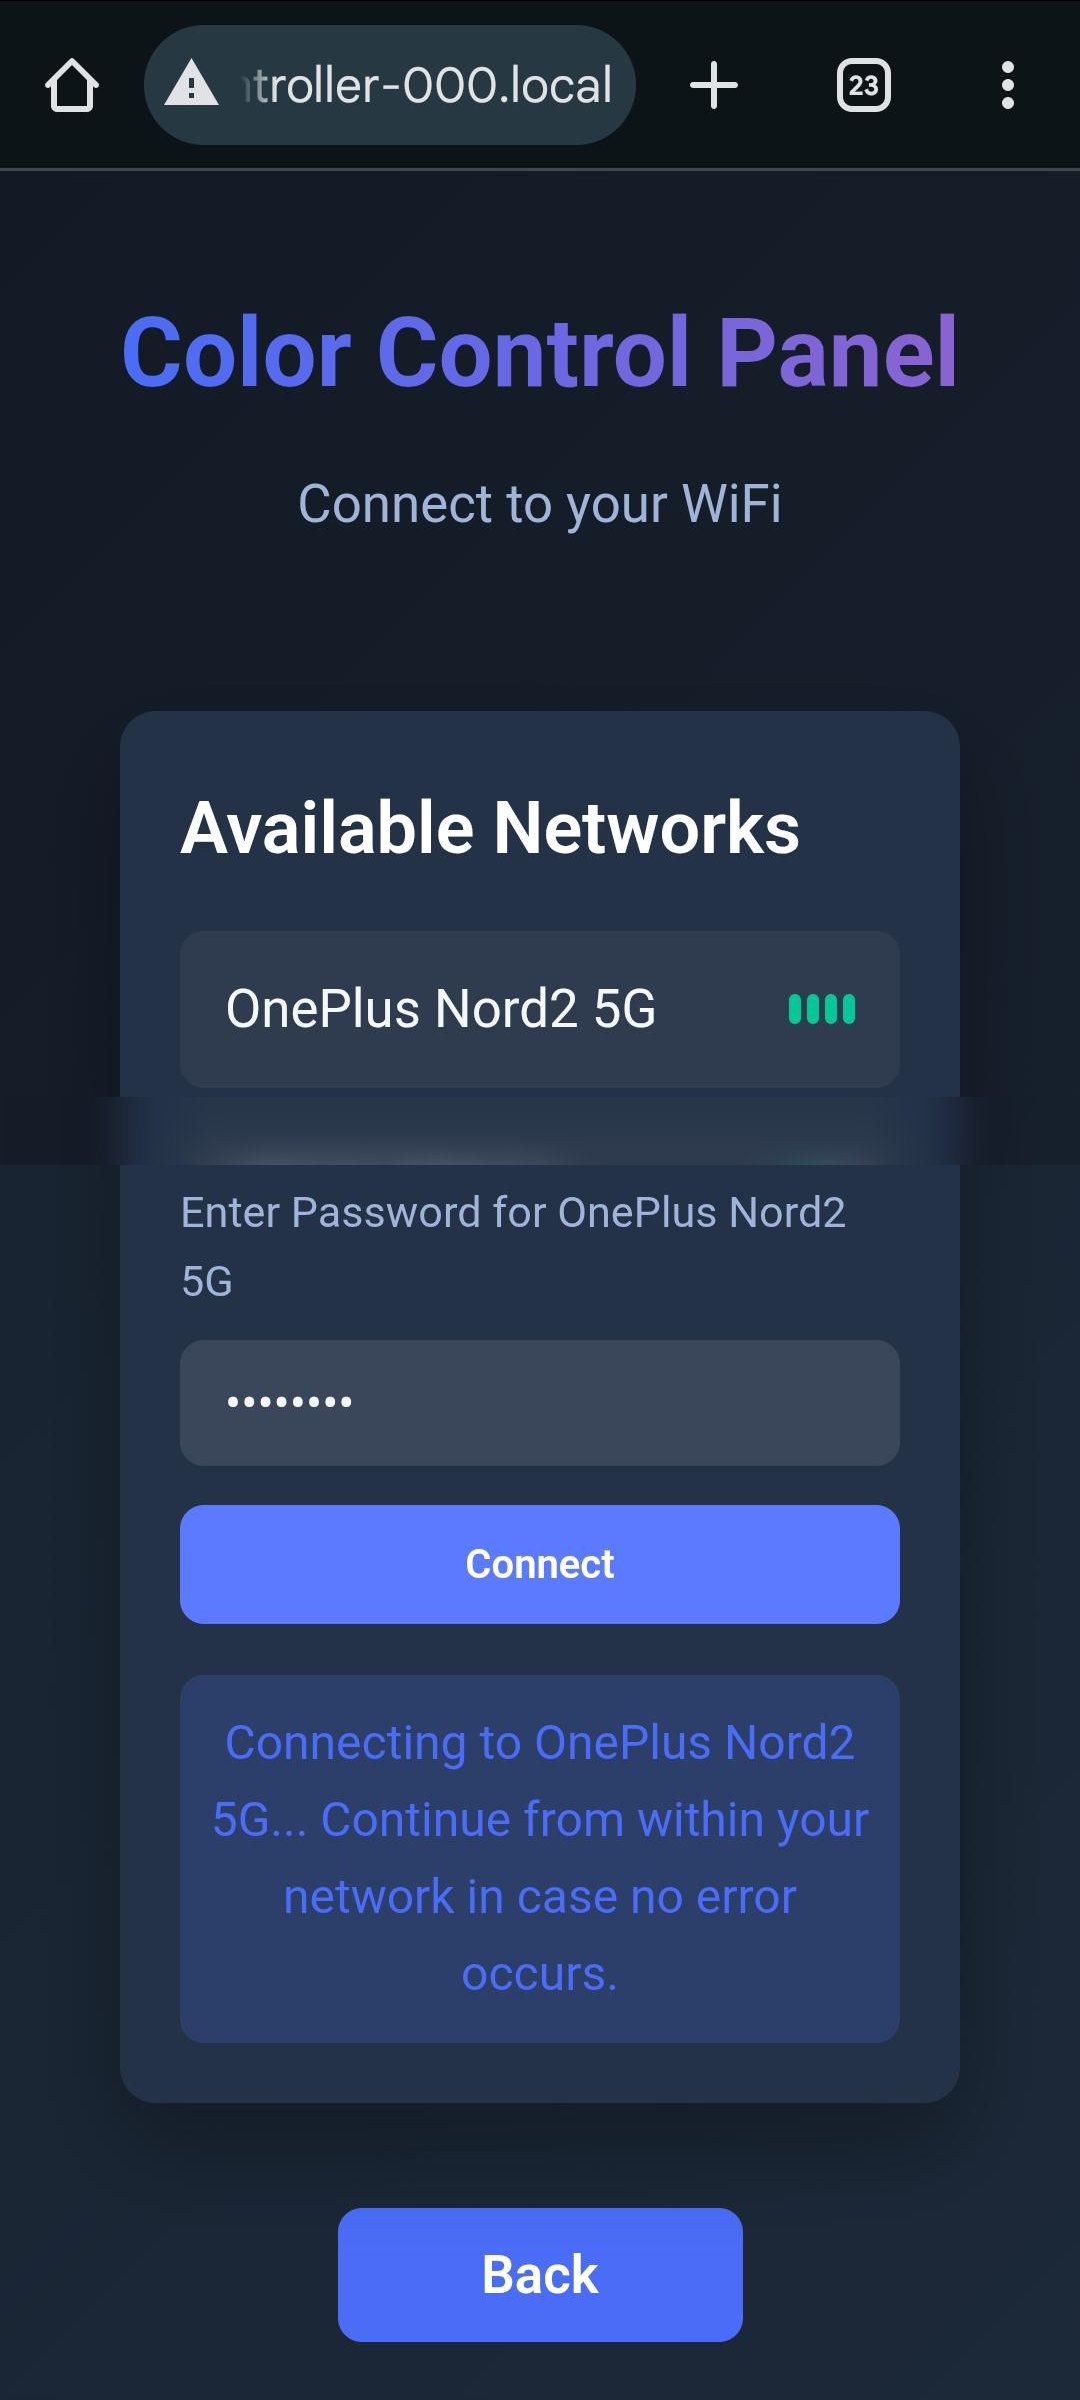 troller-000.local
23
Color Control Panel
Connect to your WiFi
Available Networks
OnePlus Nord2 5G
Enter Password for OnePlus Nord2
5G
••••••••
Connect
Connecting to OnePlus Nord2
5G... Continue from within your
network in case no error
occurs.
Back